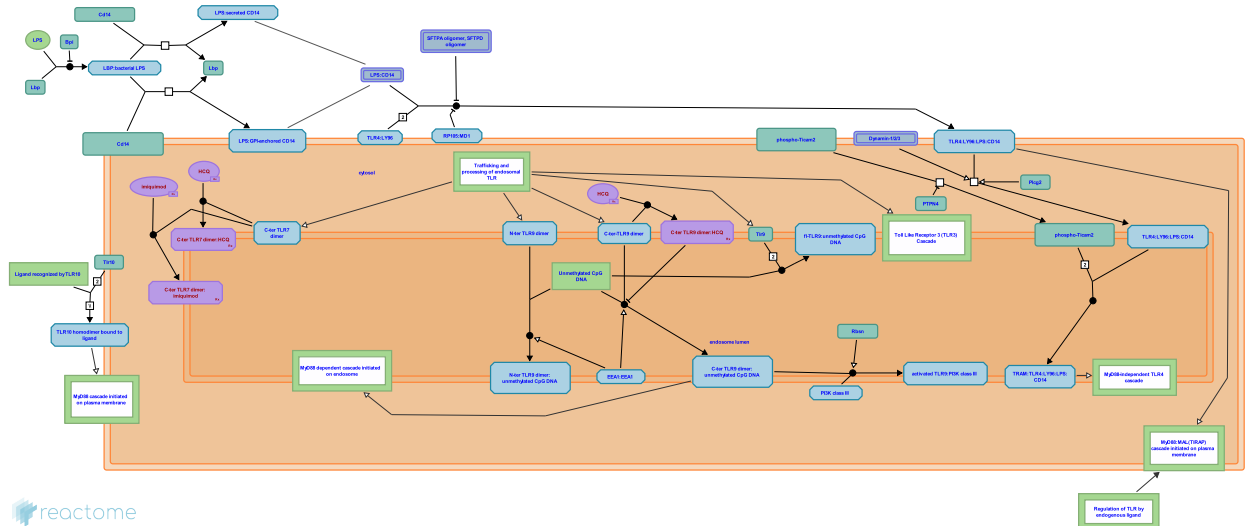 Cd14
LPS:secreted CD14
LPS
Bpi
LBP:bacterial LPS
Lbp
Lbp
SFTPA oligomer, SFTPD
oligomer
LPS:CD14
2
TLR4:LY96
RP105:MD1
Cd14
LPS:GPI-anchored CD14
phospho-Ticam2
Dynamin-1/2/3
TLR4:LY96:LPS:CD14
cytosol
Trafficking and
processing of endosomal
TLR
HCQ
imiquimod
HCQ
PTPN4
Plcg2
C-ter TLR7
dimer
C-ter TLR7 dimer:HCQ
Rx
N-ter TLR9 dimer
C-ter TLR9 dimer
C-ter TLR9 dimer:HCQ
Rx
Tlr9
fl-TLR9:unmethylated CpG
DNA
Toll Like Receptor 3 (TLR3)
Cascade
phospho-Ticam2
TLR4:LY96:LPS:CD14
2
2
Tlr10
Ligand recognized by TLR10
2
C-ter TLR7 dimer:
imiquimod
Rx
Unmethylated CpG
DNA
TLR10 homodimer bound to
ligand
endosome lumen
Rbsn
MyD88 dependent cascade initiated
on endosome
N-ter TLR9 dimer:
unmethylated CpG DNA
EEA1:EEA1
C-ter TLR9 dimer:
unmethylated CpG DNA
PI3K class III
activated TLR9:PI3K class III
TRAM:TLR4:LY96:LPS:
CD14
MyD88-independent TLR4
cascade
MyD88 cascade initiated
on plasma membrane
MyD88:MAL(TIRAP)
cascade initiated on plasma
membrane
Regulation of TLR by
endogenous ligand
reactome